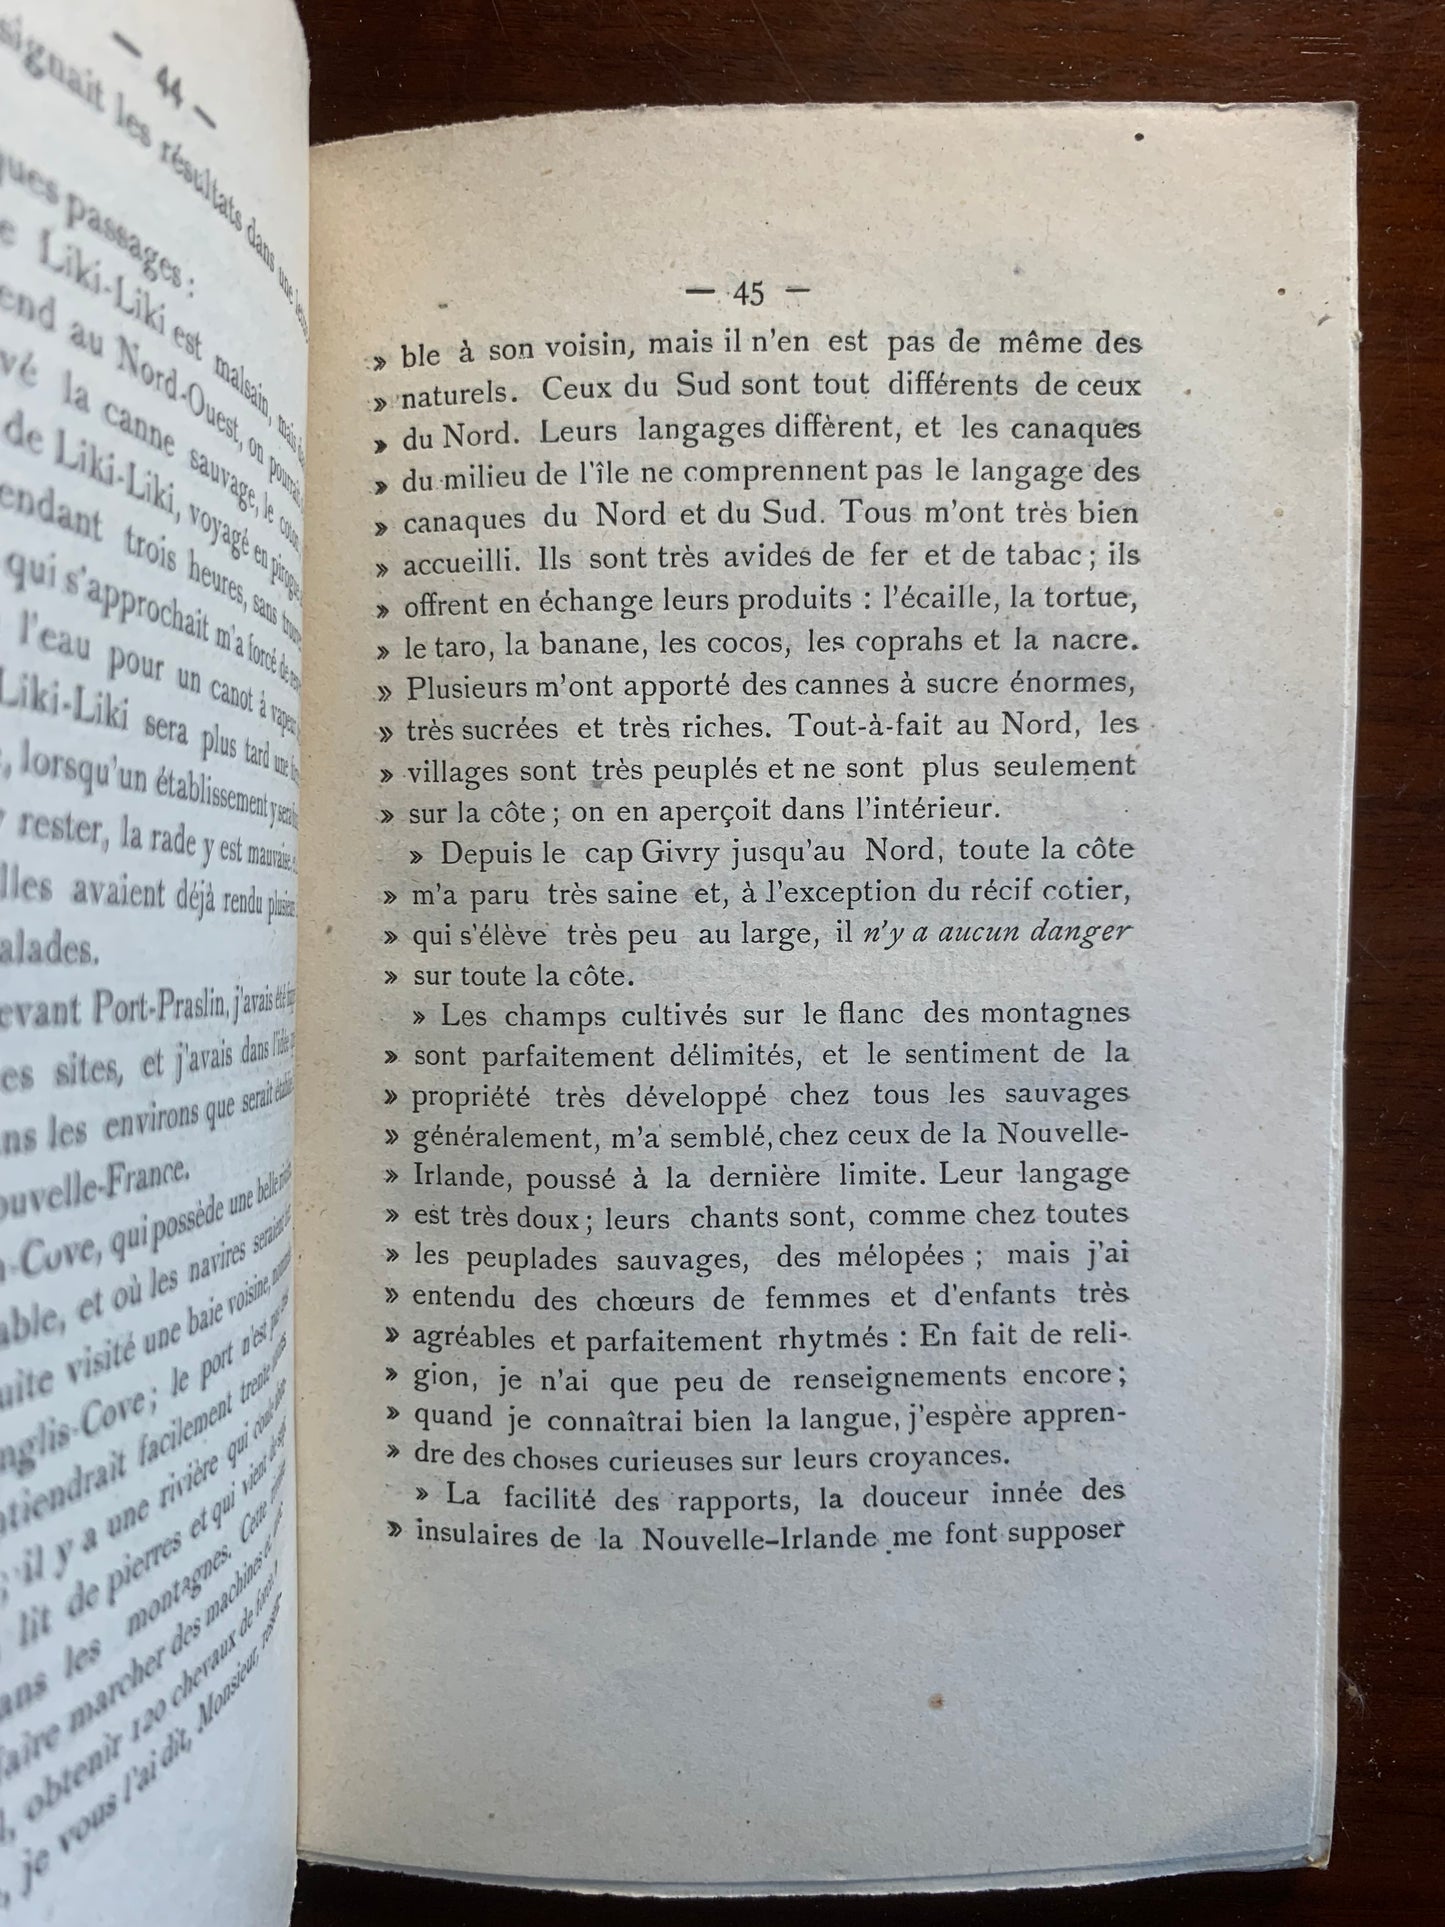 — 44 —
signait les résultats dans une
ques passages :
Liki-Liki est malsain, mais
end au Nord-Ouest, on pourrait
vé la canne sauvage, le coton
de Liki-Liki, voyagé en pirogue
endant trois heures, sans
qui s'approchait m'a forcé de
l'eau pour un canot à vapeur
Liki-Liki sera plus tard une
, lorsqu'un établissement y sera
y rester, la rade y est mauvaise.
lles avaient déjà rendu
alades.
evant Port-Praslin, j'avais été
es sites, et j'avais dans l'idée
ns les environs que serait
ouvelle-France.
-Cove, qui possède une belle
able, et où les navires seraient
uite visité une baie voisine,
nglis-Cove ; le port n'est pas
ntiendrait facilement trente
; il y a une rivière qui coule
lit de pierres et qui vient
ans les montagnes. Cette
faire marcher des machines et
, obtenir 120 chevaux de force,
, je vous l'ai dit, Monsieur,
— 45 —
» ble à son voisin, mais il n'en est pas de même des
» naturels. Ceux du Sud sont tout différents de ceux
» du Nord. Leurs langages diffèrent, et les canaques
» du milieu de l'île ne comprennent pas le langage des
» canaques du Nord et du Sud. Tous m'ont très bien
» accueilli. Ils sont très avides de fer et de tabac ; ils
» offrent en échange leurs produits : l'écaille, la tortue,
» le taro, la banane, les cocos, les coprahs et la nacre.
» Plusieurs m'ont apporté des cannes à sucre énormes,
» très sucrées et très riches. Tout-à-fait au Nord, les
» villages sont très peuplés et ne sont plus seulement
» sur la côte ; on en aperçoit dans l'intérieur.
» Depuis le cap Givry jusqu'au Nord, toute la côte
» m'a paru très saine et, à l'exception du récif cotier,
» qui s'élève très peu au large, il n'y a aucun danger
» sur toute la côte.
» Les champs cultivés sur le flanc des montagnes
» sont parfaitement délimités, et le sentiment de la
» propriété très développé chez tous les sauvages
» généralement, m'a semblé, chez ceux de la Nouvelle-
» Irlande, poussé à la dernière limite. Leur langage
» est très doux ; leurs chants sont, comme chez toutes
» les peuplades sauvages, des mélopées ; mais j'ai
» entendu des chœurs de femmes et d'enfants très
» agréables et parfaitement rhytmés : En fait de reli-
» gion, je n'ai que peu de renseignements encore ;
» quand je connaîtrai bien la langue, j'espère appren-
» dre des choses curieuses sur leurs croyances.
» La facilité des rapports, la douceur innée des
» insulaires de la Nouvelle-Irlande me font supposer